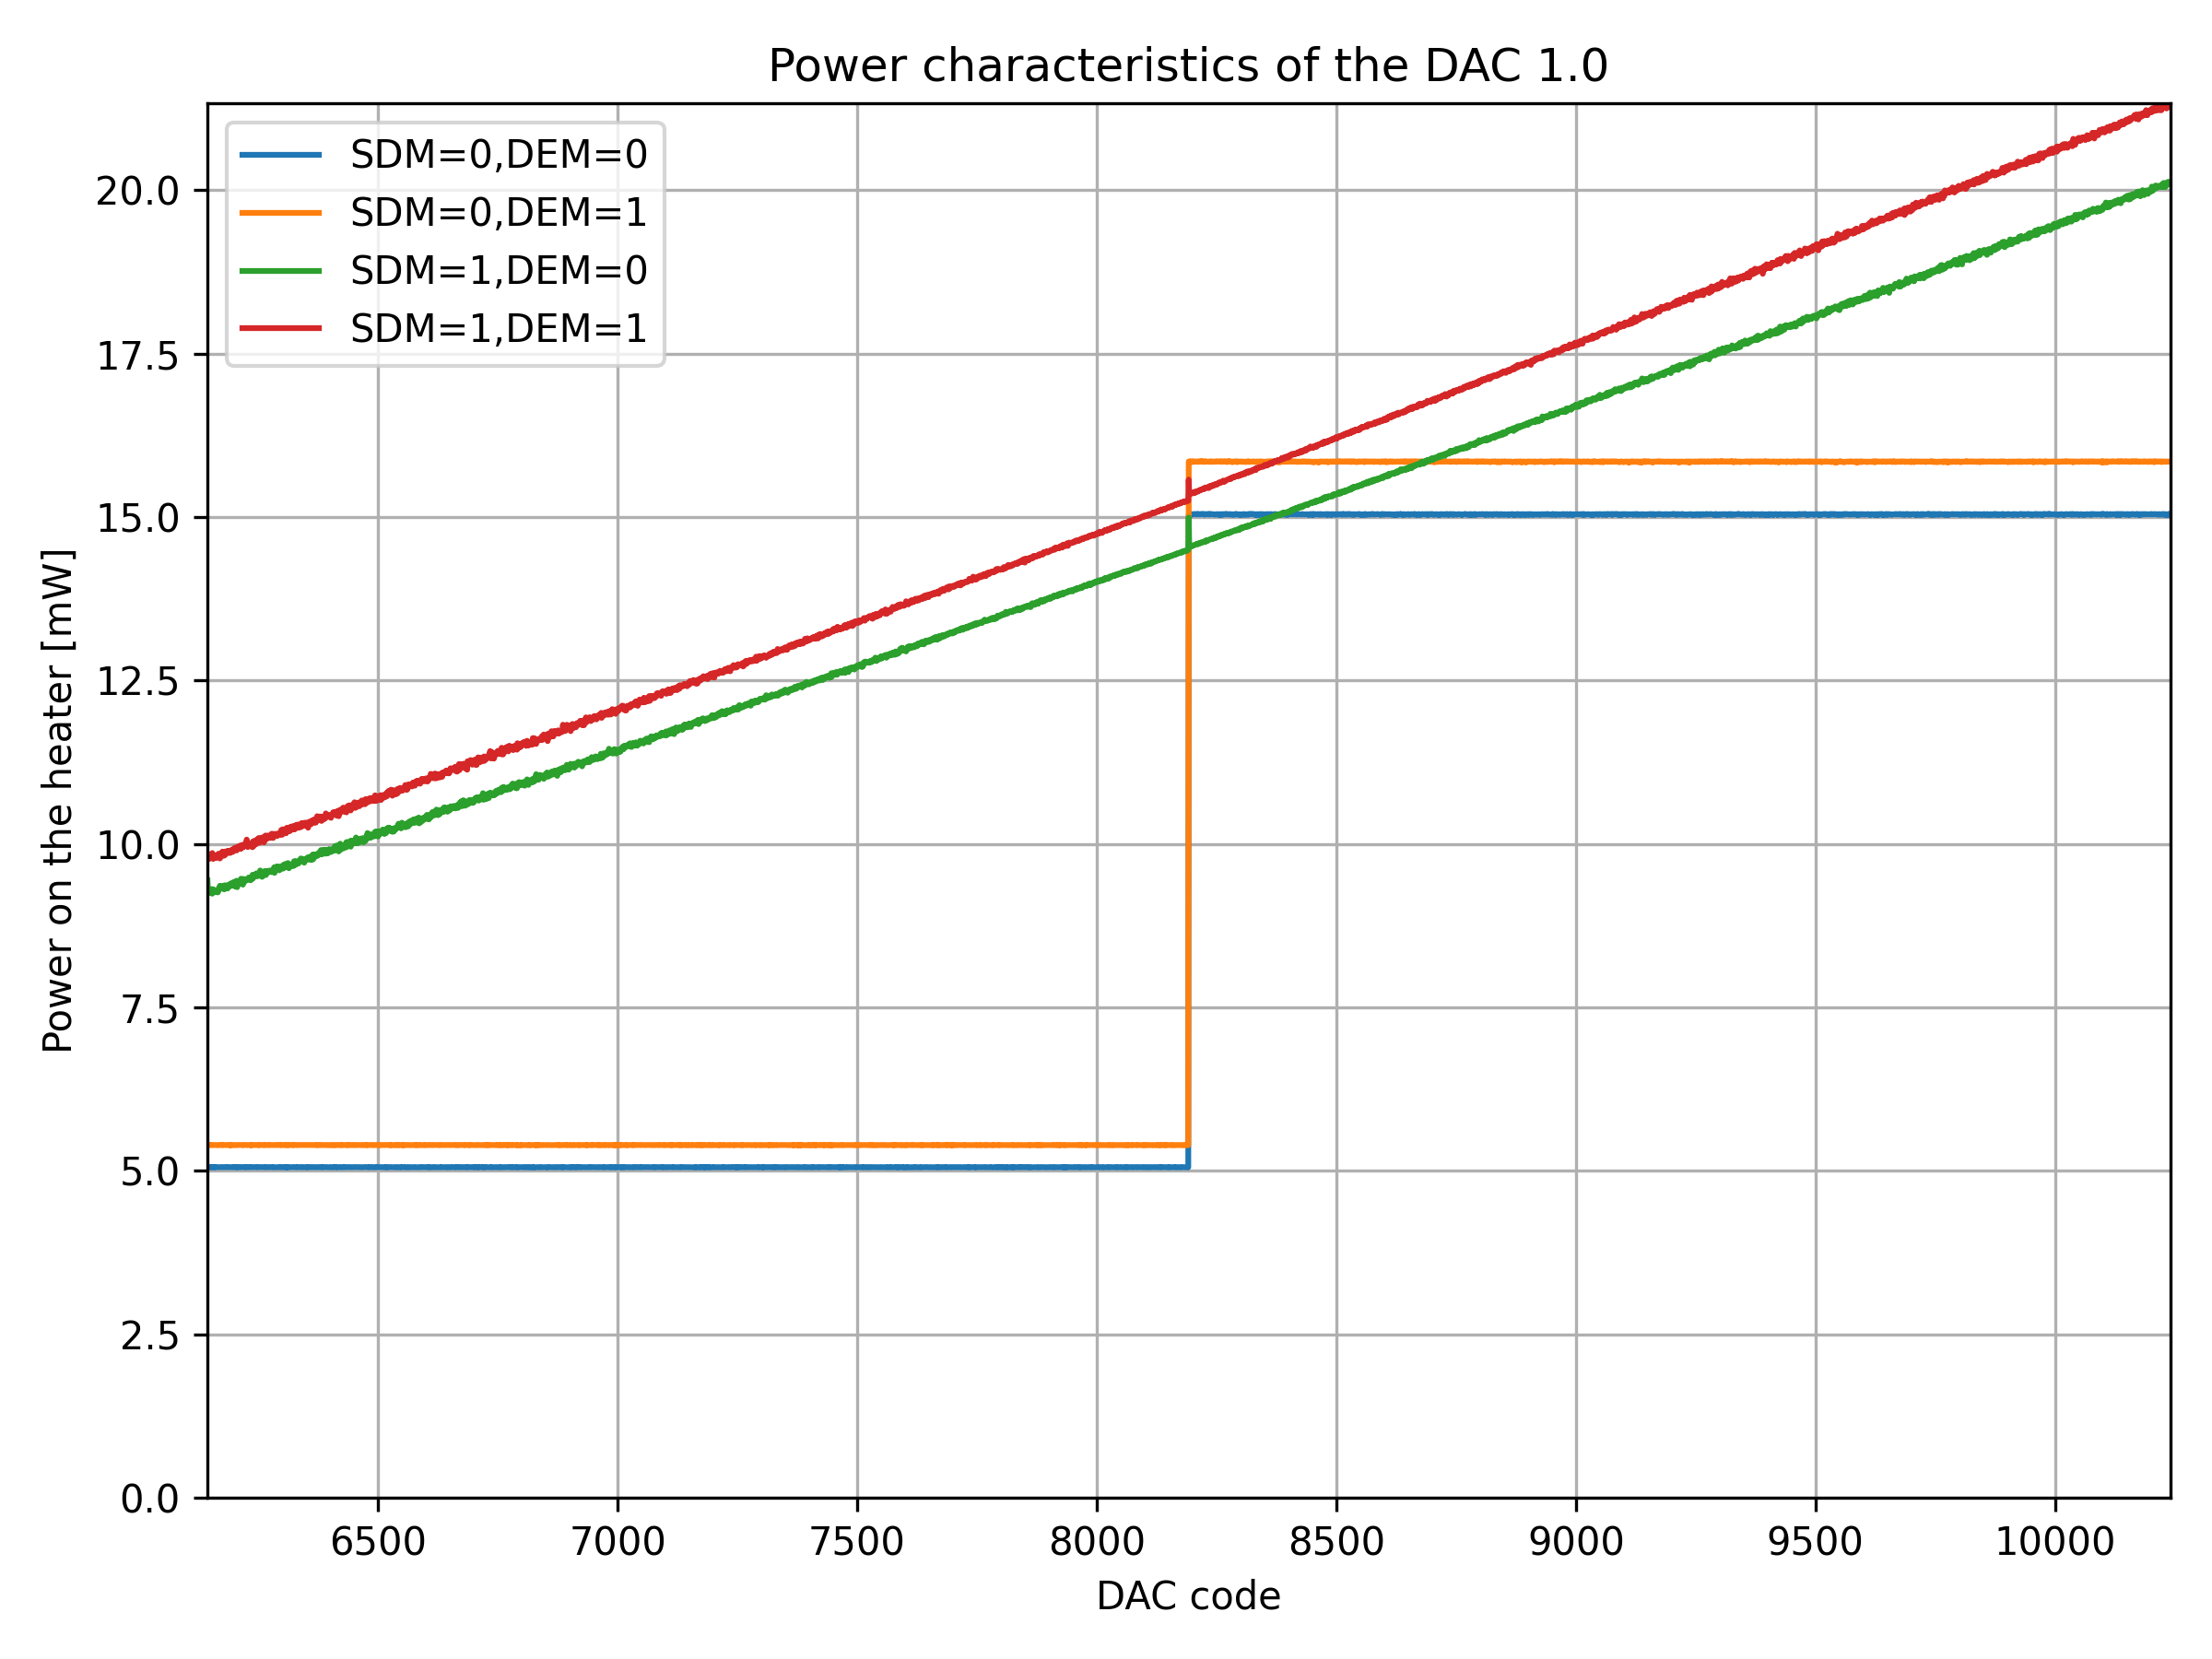 Power characteristics of the DAC 1.0
SDM=0,DEM=0
SDM=0,DEM=1
SDM=1,DEM=0
SDM=1,DEM=1
20.0
17.5
15.0
12.5
10.0
7.5
5.0
2.5
0.0
Power on the heater [mW]
6500 7000 7500 8000 8500 9000 9500 10000
DAC code